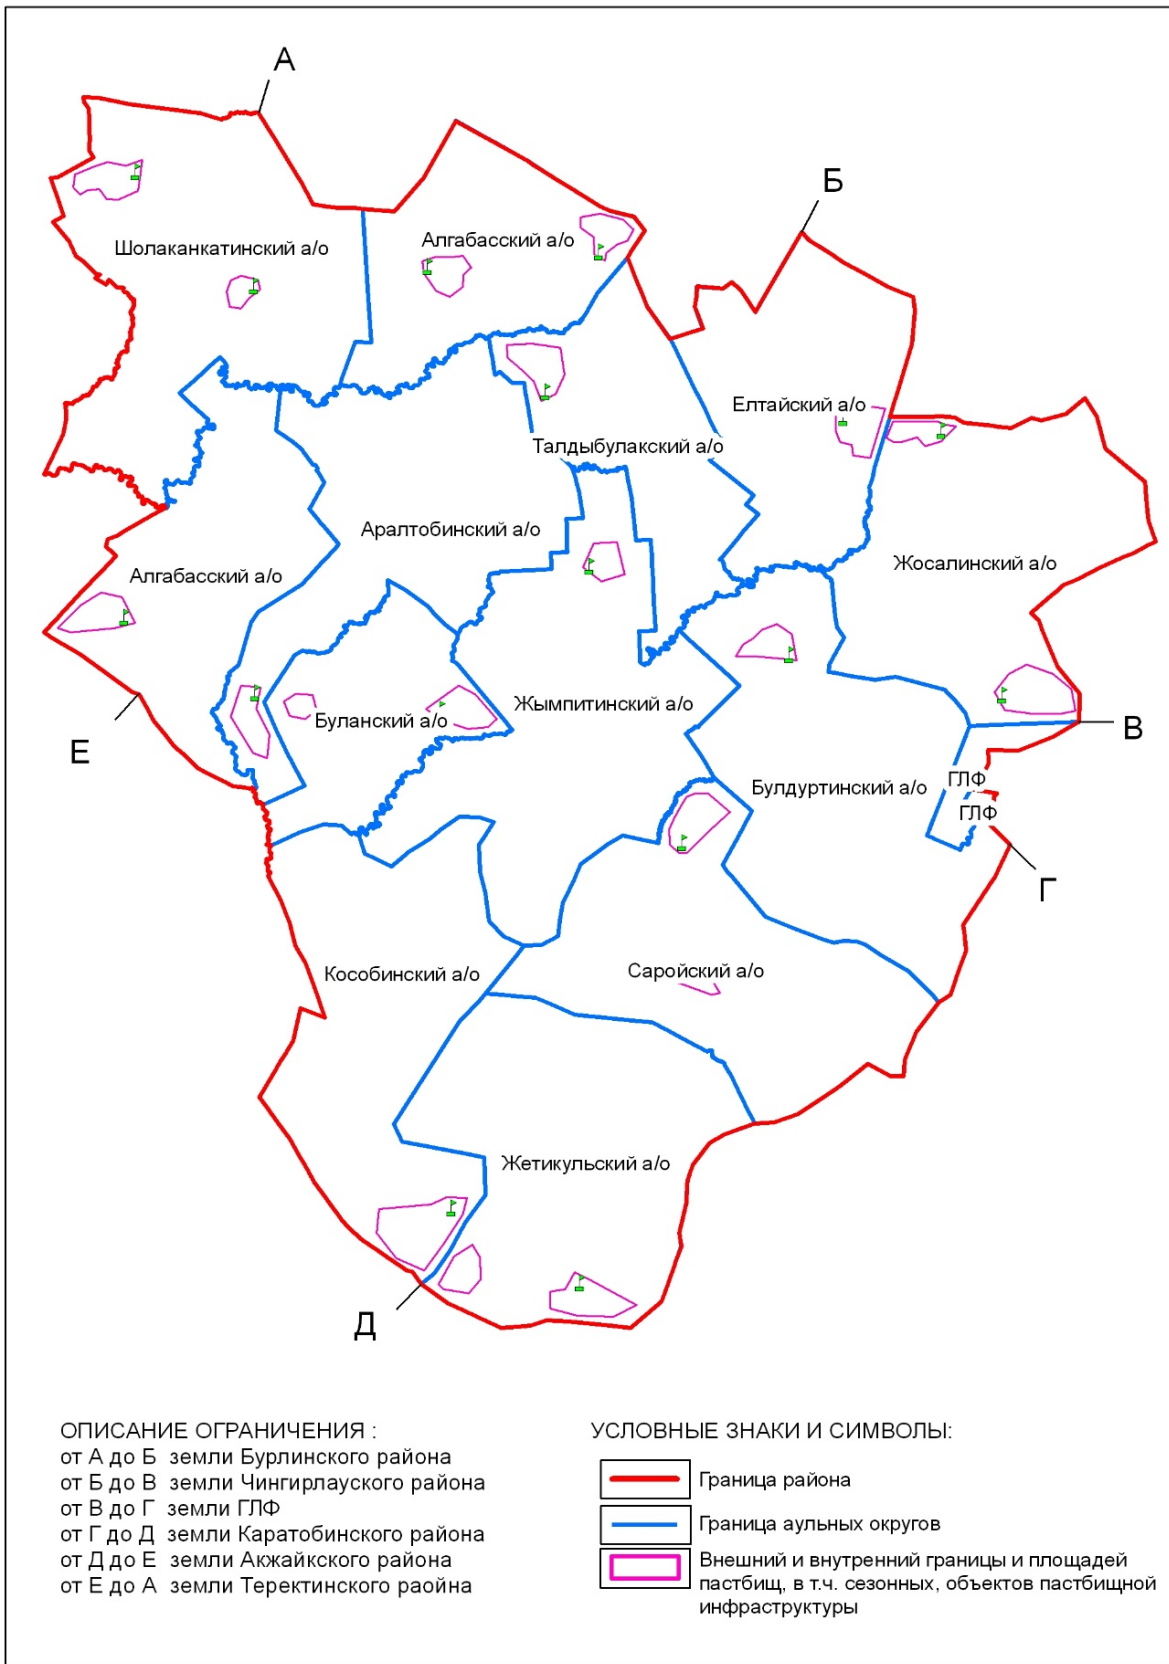 А
Б
Шолаканкатинский а/о
Алгабасский а/о
Елтайский а/о
Талдыбулакский а/о
Аралтобинский а/о
Жосалинский а/о
Алгабасский а/о
Буланский а/о
Жымпитинский а/о
Е
В
Булдуртинский а/о
ГЛФ
ГЛФ
Г
Кособинский а/о
Саройский а/о
Жетикульский а/о
Д
ОПИСАНИЕ ОГРАНИЧЕНИЯ :
от А до Б земли Бурлинского района
от Б до В земли Чингирлауского района
от В до Г земли ГЛФ
от Г до Д земли Каратобинского района
от Д до Е земли Акжайкского района
от Е до А земли Теректинского раойна
УСЛОВНЫЕ ЗНАКИ И СИМВОЛЫ:
Граница района
Граница аульных округов
Внешний и внутренний границы и площадей
пастбищ, в т.ч. сезонных, объектов пастбищной
инфраструктуры